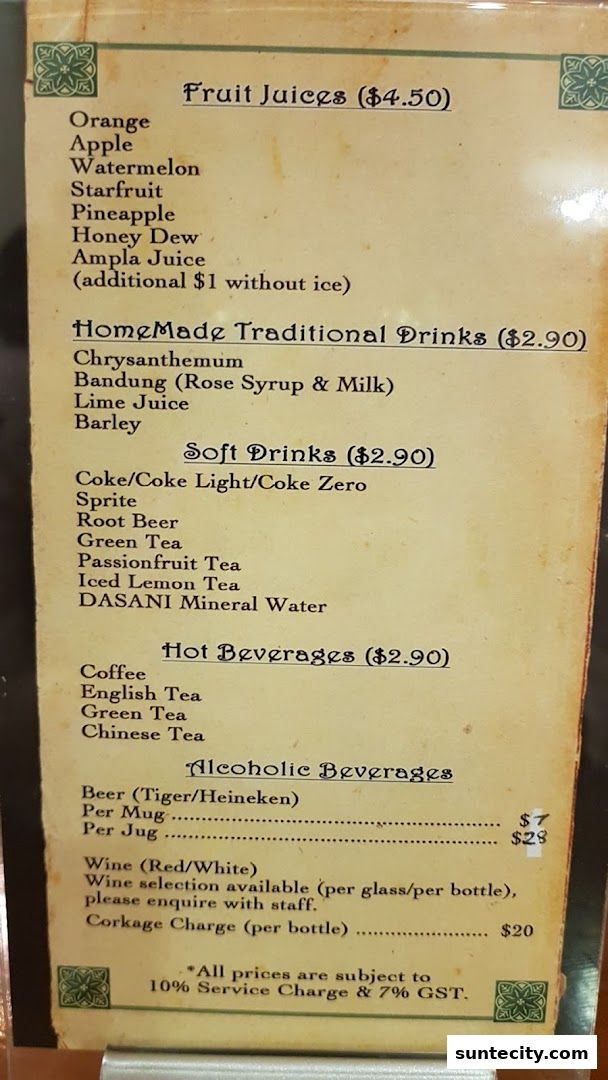 Fruit Juices ($4.50)
Orange
Apple
Watermelon
Starfruit
Pineapple
Honey Dew
Ampla Juice
(additional $1 without ice)
HomeMade Traditional Drinks ($2.90)
Chrysanthemum
Bandung (Rose Syrup & Milk)
Lime Juice
Barley
Soft Drinks ($2.90)
Coke/Coke Light/Coke Zero
Sprite
Root Beer
Green Tea
Passionfruit Tea
Iced Lemon Tea
DASANI Mineral Water
Hot Beverages ($2.90)
Coffee
English Tea
Green Tea
Chinese Tea
Alcoholic Beverages
Beer (Tiger/Heineken)
Per Mug ........................................................ $7
Per Jug ......................................................... $28
Wine (Red/White)
Wine selection available (per glass/per bottle),
please enquire with staff.
Corkage Charge (per bottle) ...................... $20
*All prices are subject to
10% Service Charge & 7% GST.
suntecity.com